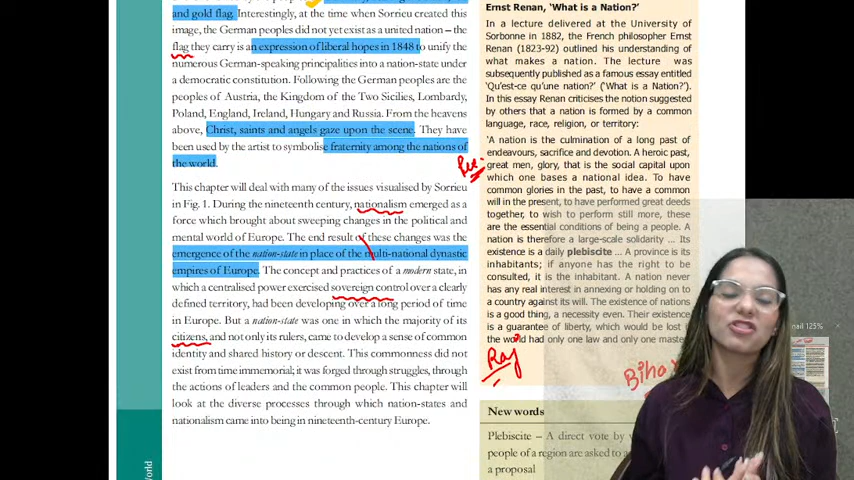 and gold flag. Interestingly, at the time when Sorrieu created this
image, the German peoples did not yet exist as a united nation – the
flag they carry is an expression of liberal hopes in 1848 to unify the
numerous German-speaking principalities into a nation-state under
a democratic constitution. Following the German peoples are the
peoples of Austria, the Kingdom of the Two Sicilies, Lombardy,
Poland, England, Ireland, Hungary and Russia. From the heavens
above, Christ, saints and angels gaze upon the scene. They have
been used by the artist to symbolise fraternity among the nations of
the world.
This chapter will deal with many of the issues visualised by Sorrieu
in Fig. 1. During the nineteenth century, nationalism emerged as a
force which brought about sweeping changes in the political and
mental world of Europe. The end result of these changes was the
emergence of the nation-state in place of the multi-national dynastic
empires of Europe. The concept and practices of a modern state, in
which a centralised power exercised sovereign control over a clearly
defined territory, had been developing over a long period of time
in Europe. But a nation-state was one in which the majority of its
citizens, and not only its rulers, came to develop a sense of common
identity and shared history or descent. This commonness did not
exist from time immemorial; it was forged through struggles, through
the actions of leaders and the common people. This chapter will
look at the diverse processes through which nation-states and
nationalism came into being in nineteenth-century Europe.
World
Ernst Renan, ‘What is a Nation?’
In a lecture delivered at the University of
Sorbonne in 1882, the French philosopher Ernst
Renan (1823-92) outlined his understanding of
what makes a nation. The lecture was
subsequently published as a famous essay entitled
‘Qu’est-ce qu’une nation?’ (‘What is a Nation?’).
In this essay Renan criticises the notion suggested
by others that a nation is formed by a common
language, race, religion, or territory:
‘A nation is the culmination of a long past of
endeavours, sacrifice and devotion. A heroic past,
great men, glory, that is the social capital upon
which one bases a national idea. To have
common glories in the past, to have a common
will in the present, to have performed great deeds
together, to wish to perform still more, these
are the essential conditions of being a people. A
nation is therefore a large-scale solidarity ... Its
existence is a daily plebiscite ... A province is its
inhabitants; if anyone has the right to be
consulted, it is the inhabitant. A nation never
has any real interest in annexing or holding on to
a country against its will. The existence of nations
is a good thing, a necessity even. Their existence
is a guarantee of liberty, which would be lost if
the world had only one law and only one master
Raj
Biha
New words
Plebiscite – A direct vote by
people of a region are asked to a
a proposal
nail 125%